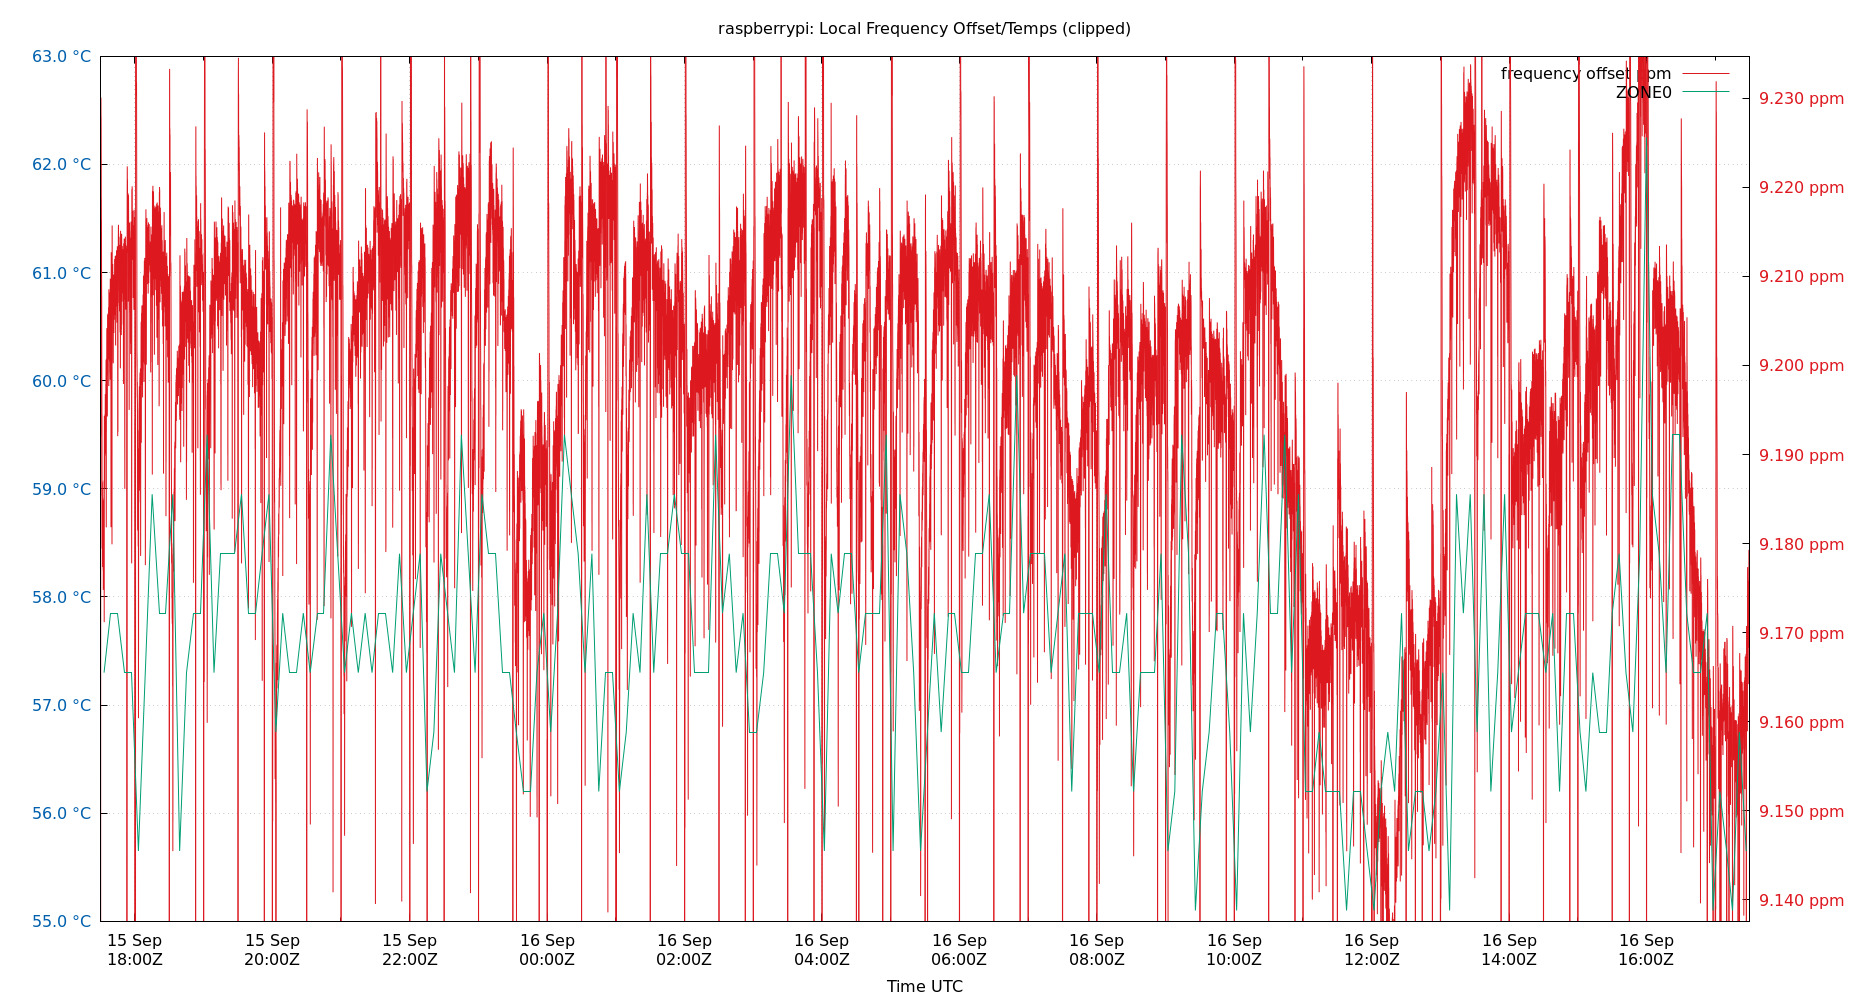 raspberrypi: Local Frequency Offset/Temps (clipped)
63.0 °C
62.0 °C
61.0 °C
60.0 °C
59.0 °C
58.0 °C
57.0 °C
56.0 °C
55.0 °C
frequency offset ppm
ZONE0
9.230 ppm
9.220 ppm
9.210 ppm
9.200 ppm
9.190 ppm
9.180 ppm
9.170 ppm
9.160 ppm
9.150 ppm
9.140 ppm
15 Sep
18:00Z
15 Sep
20:00Z
15 Sep
22:00Z
16 Sep
00:00Z
16 Sep
02:00Z
16 Sep
04:00Z
16 Sep
06:00Z
16 Sep
08:00Z
16 Sep
10:00Z
16 Sep
12:00Z
16 Sep
14:00Z
16 Sep
16:00Z
Time UTC